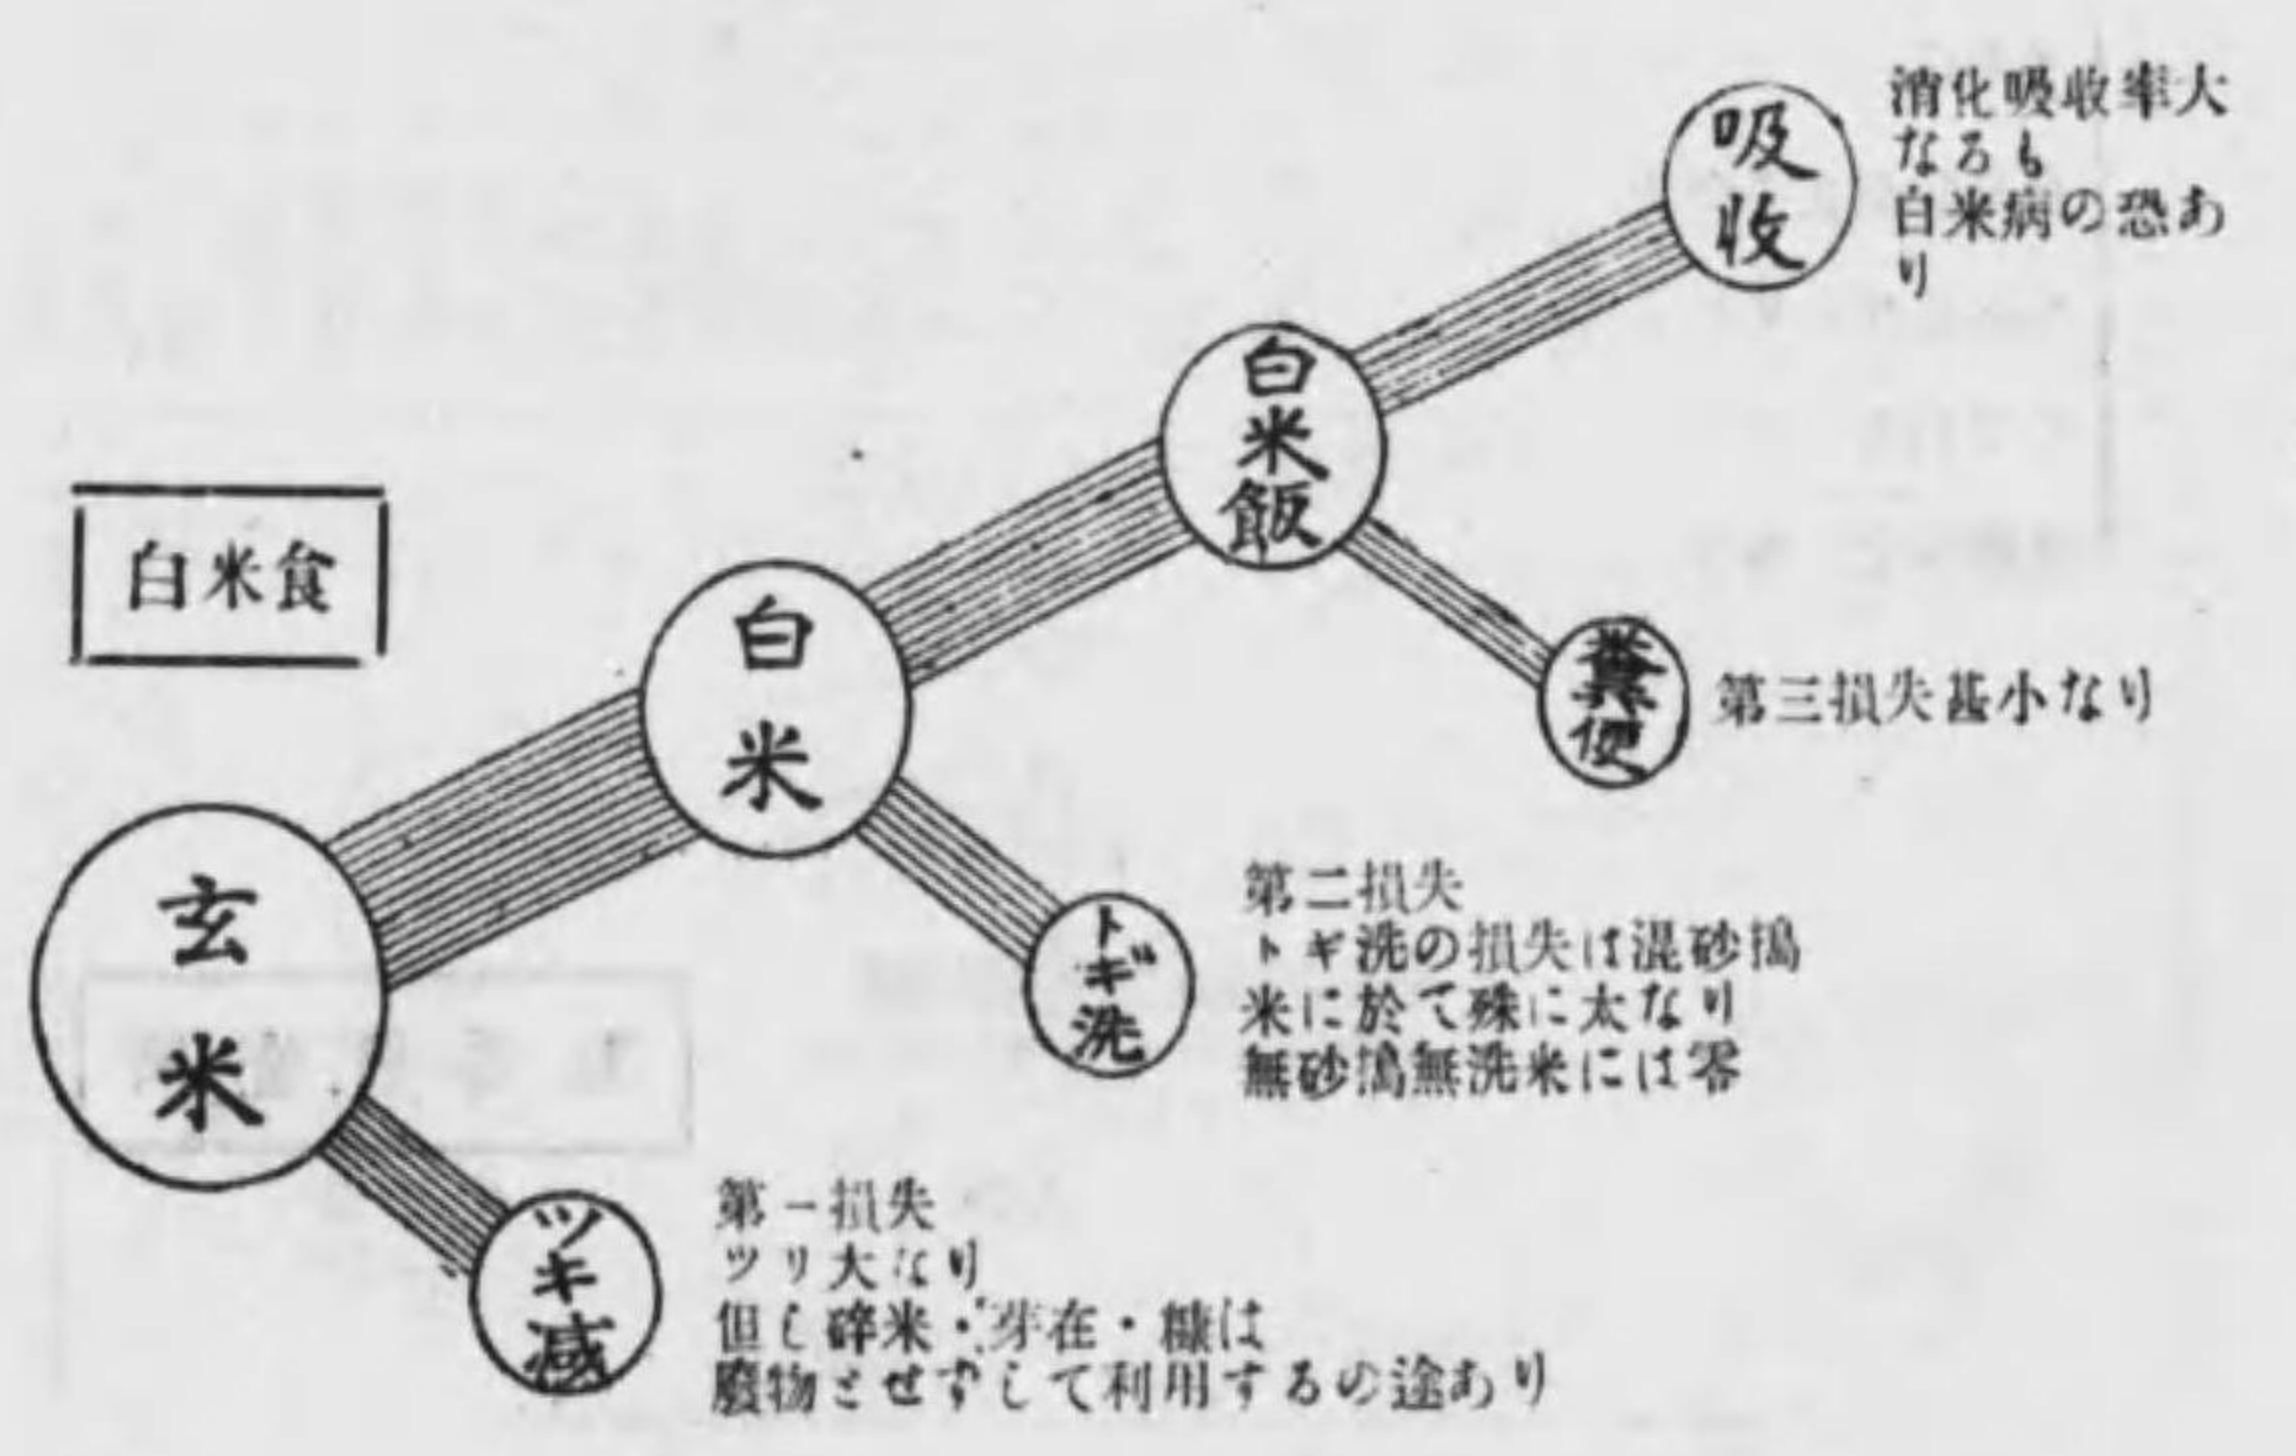 白米食
吸收
消化吸收率大
なるも
白米病の恐あ
り
白米飯
糞便
第三損失甚小なり
白米
トギ洗
第二損失
トギ洗の損失は混砂搗
米に於て殊に大なり
無砂搗無洗米には零
玄米
ツキ減
第一損失
ツリ大なり
但し碎米・芽在・糠は
廢物とせずして利用するの途あり